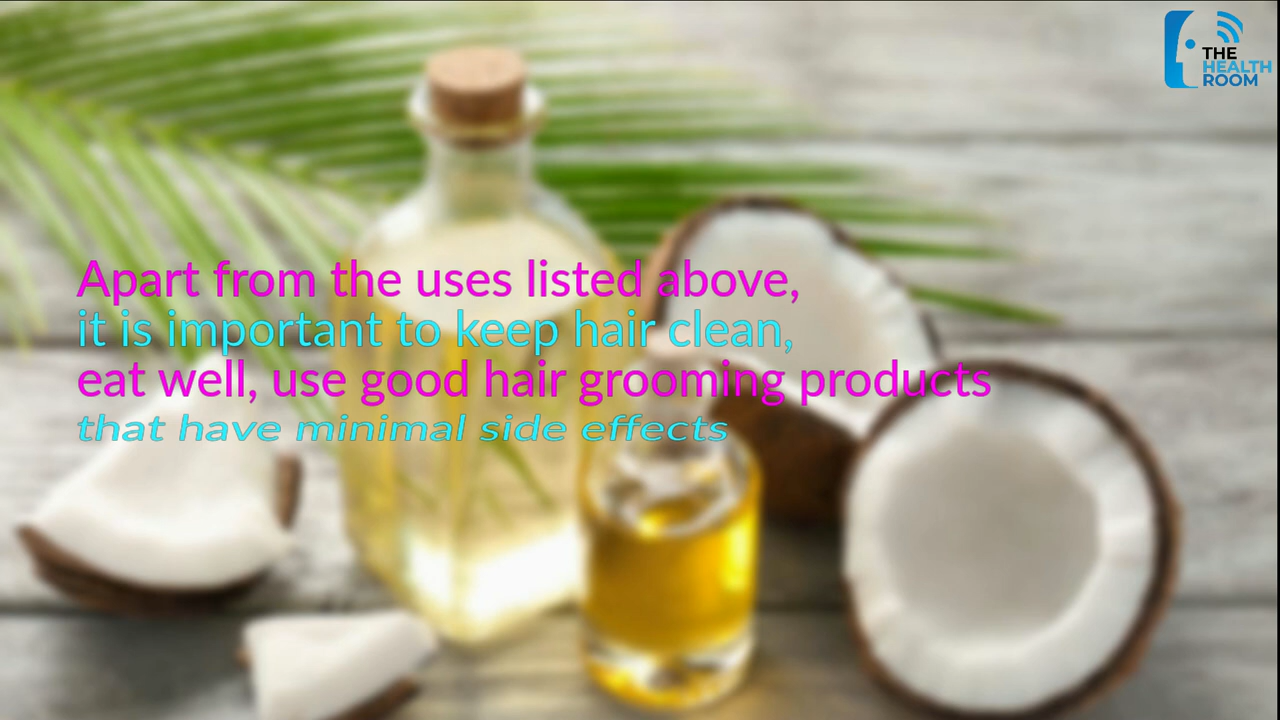 THE
HEALTH
ROOM
Apart from the uses listed above,
it is important to keep hair clean,
eat well, use good hair grooming products
that have minimal side effects